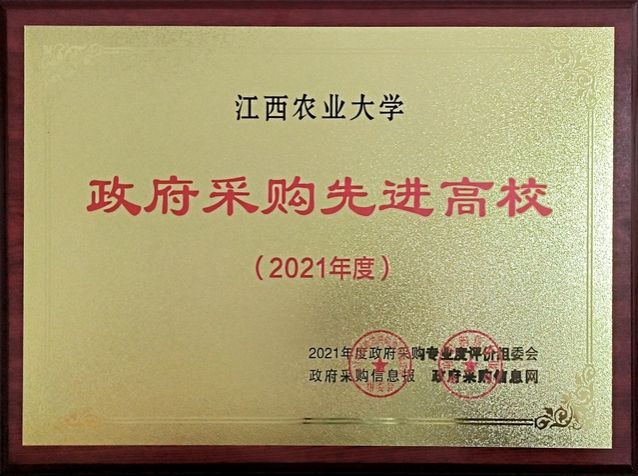 江西农业大学
政府采购先进高校
（2021年度）
2021年度政府采购专业度评价组委会
政府采购信息报 政府采购信息网